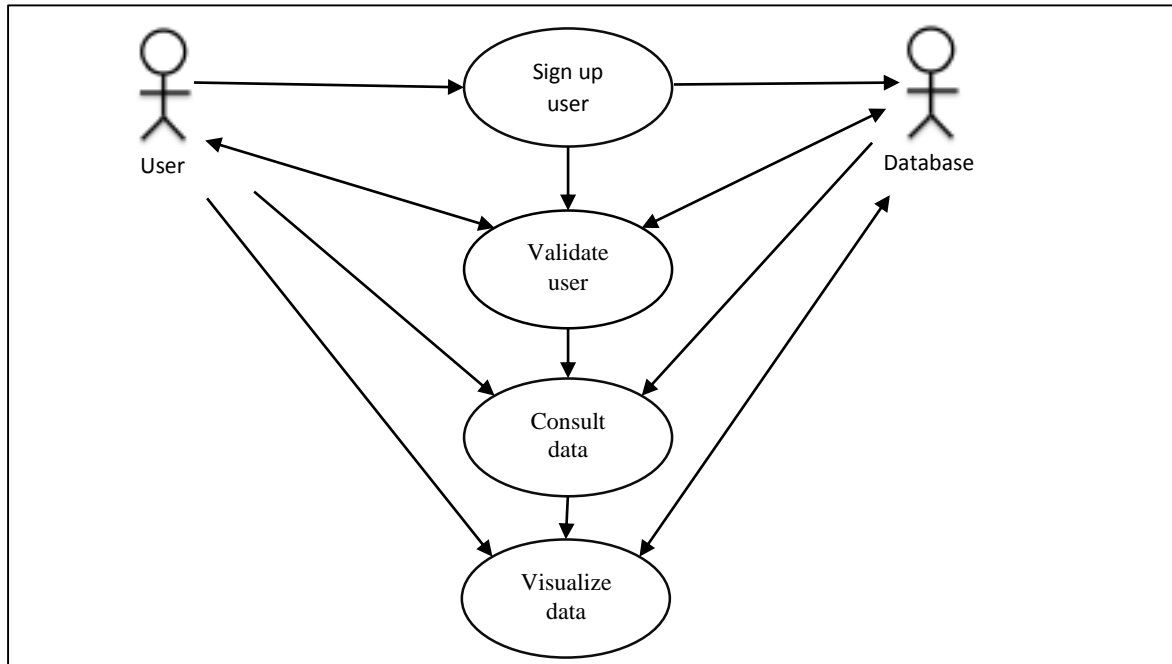 Sign up
user
User
Database
Validate
user
Consult
data
Visualize
data